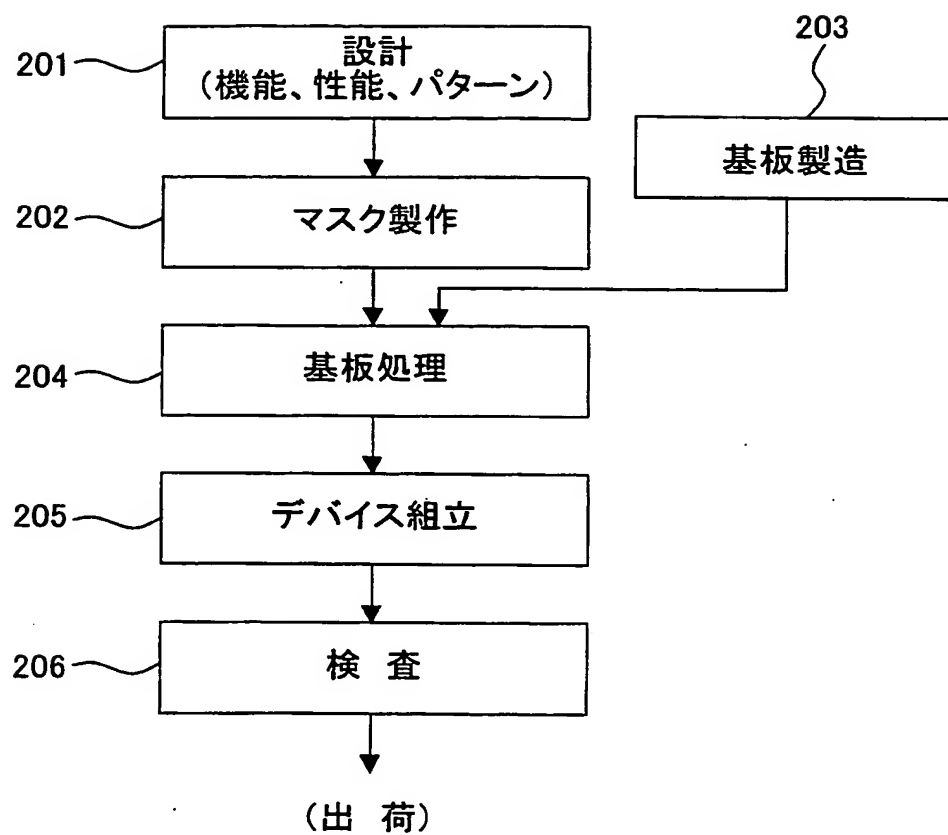 203
201
設計
(機能、性能、パターン)
基板製造
202
マスク製作
204
基板処理
205
デバイス組立
206
検 査
(出 荷)